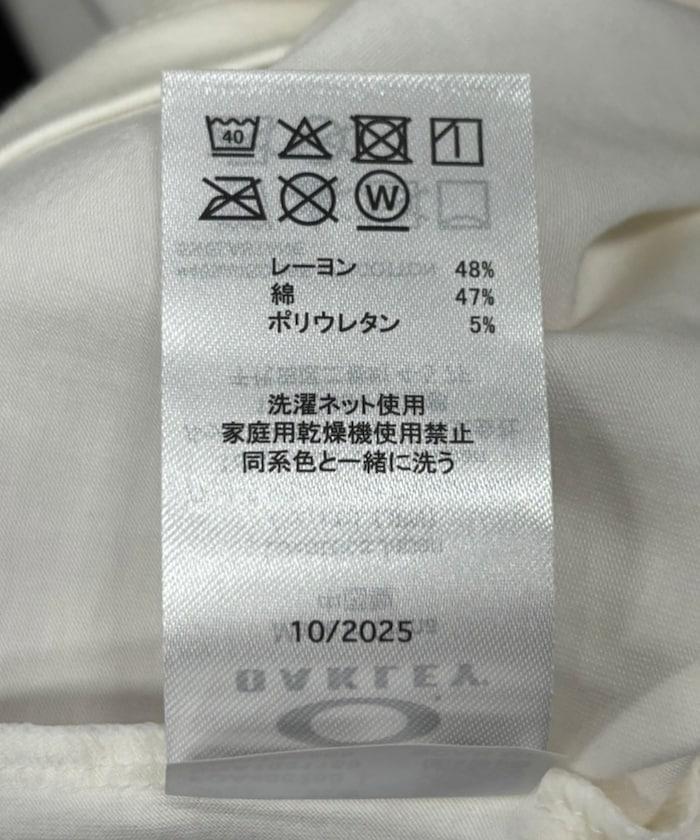 40
W
レーヨン 48%
綿 47%
ポリウレタン 5%
洗濯ネット使用
家庭用乾燥機使用禁止
同系色と一緒に洗う
10/2025
OAKLEY